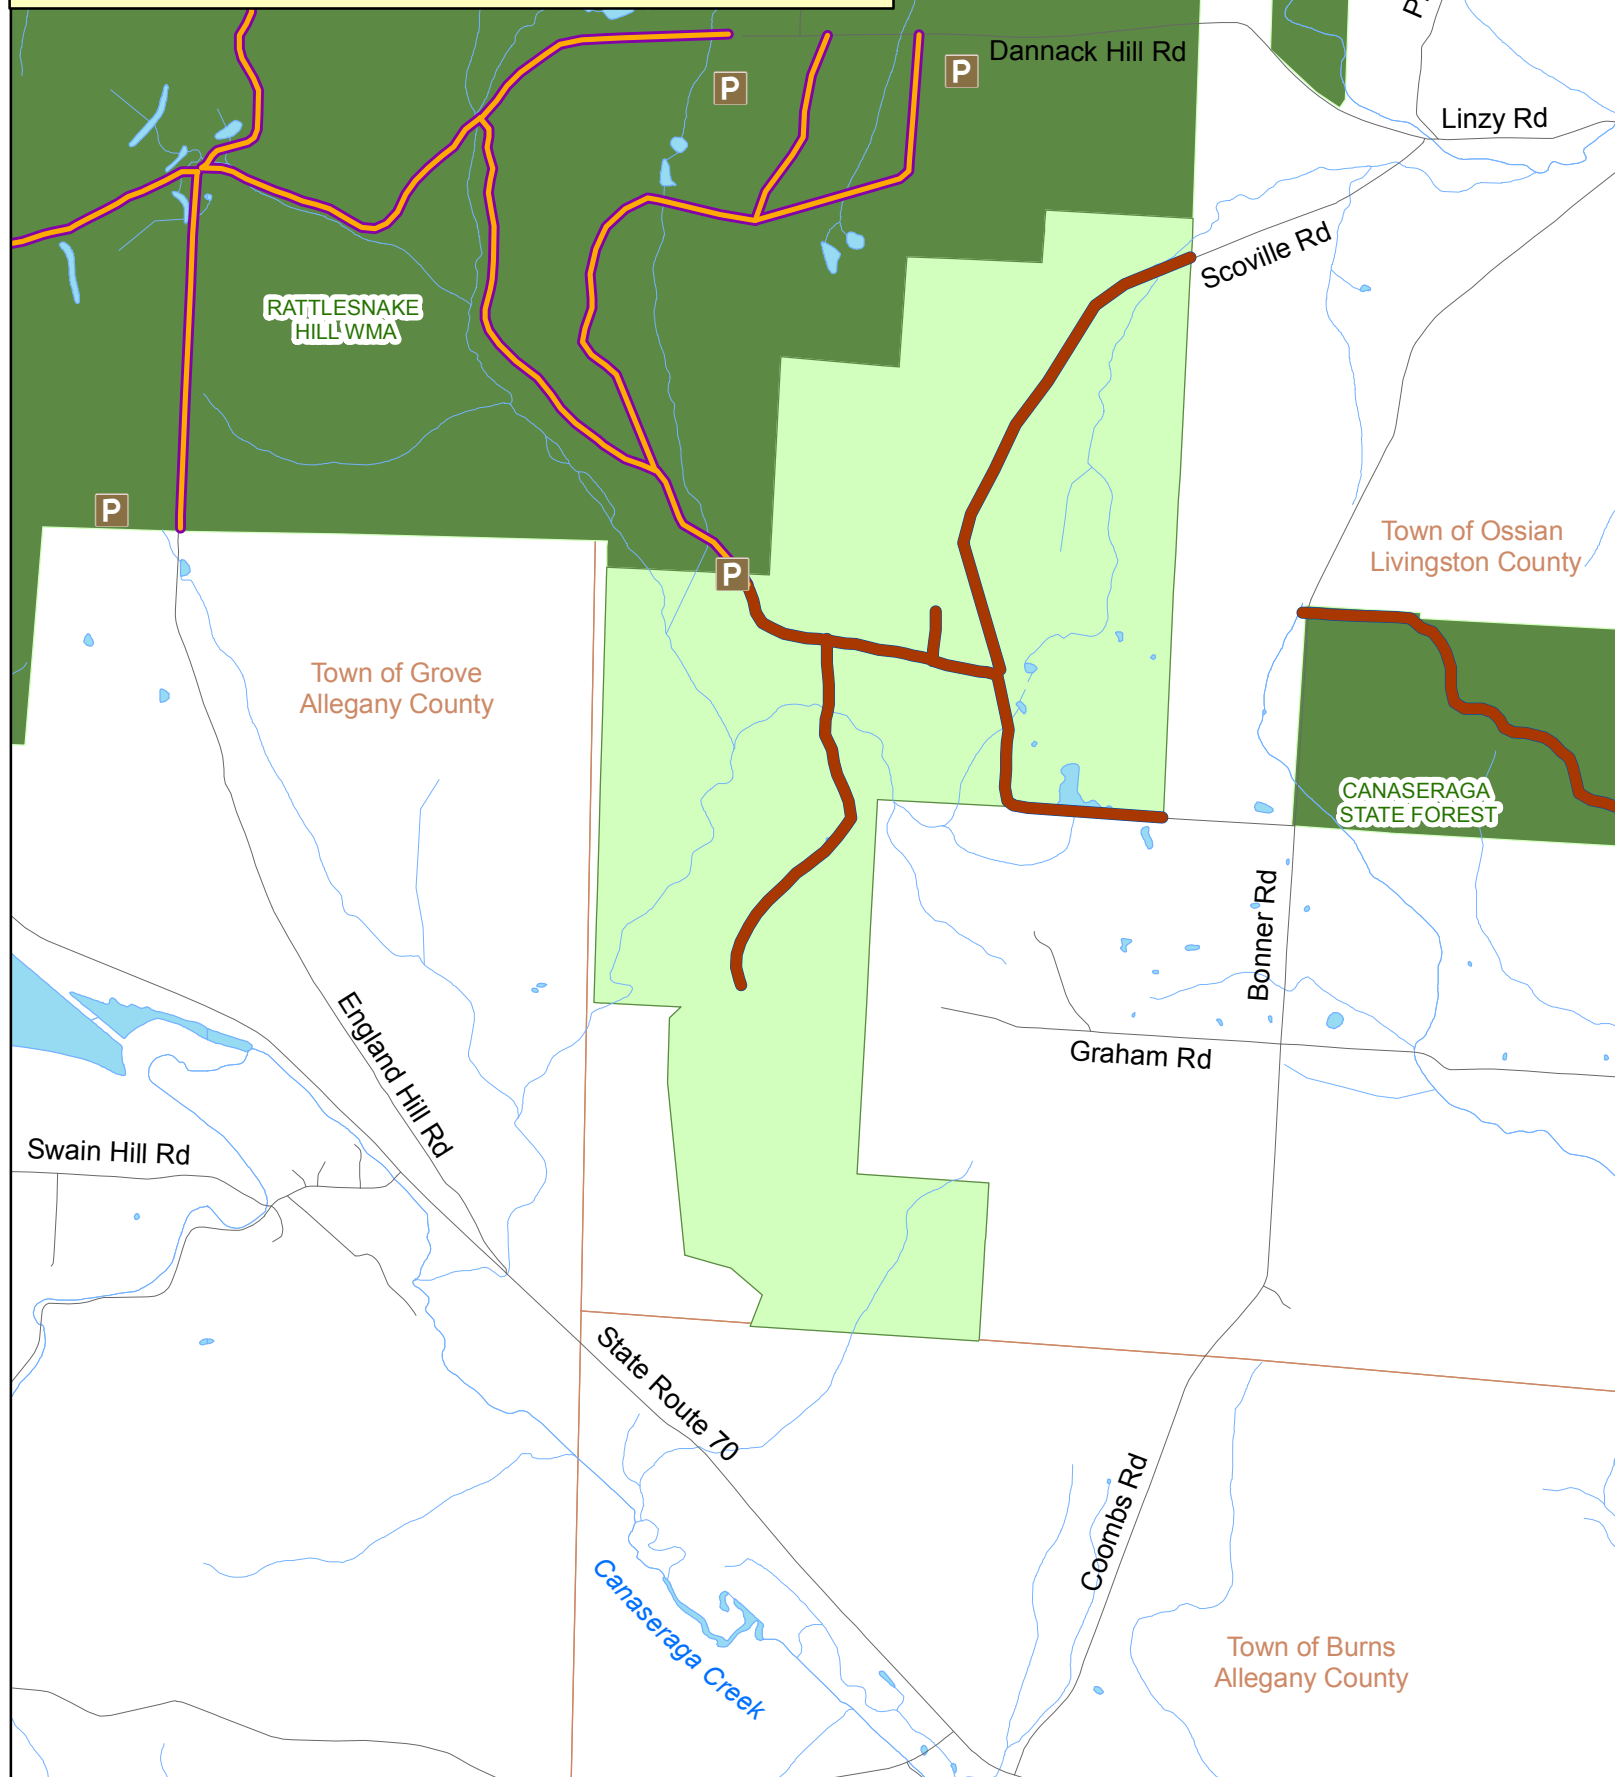 Dannack Hill Rd
P
P
Linzy Rd
Scoville Rd
RATTLESNAKE
HILL WMA
P
Town of Ossian
Livingston County
P
Town of Grove
Allegany County
CANASERAGA
STATE FOREST
Bonner Rd
England Hill Rd
Graham Rd
Swain Hill Rd
State Route 70
Coombs Rd
Canaseraga Creek
Town of Burns
Allegany County